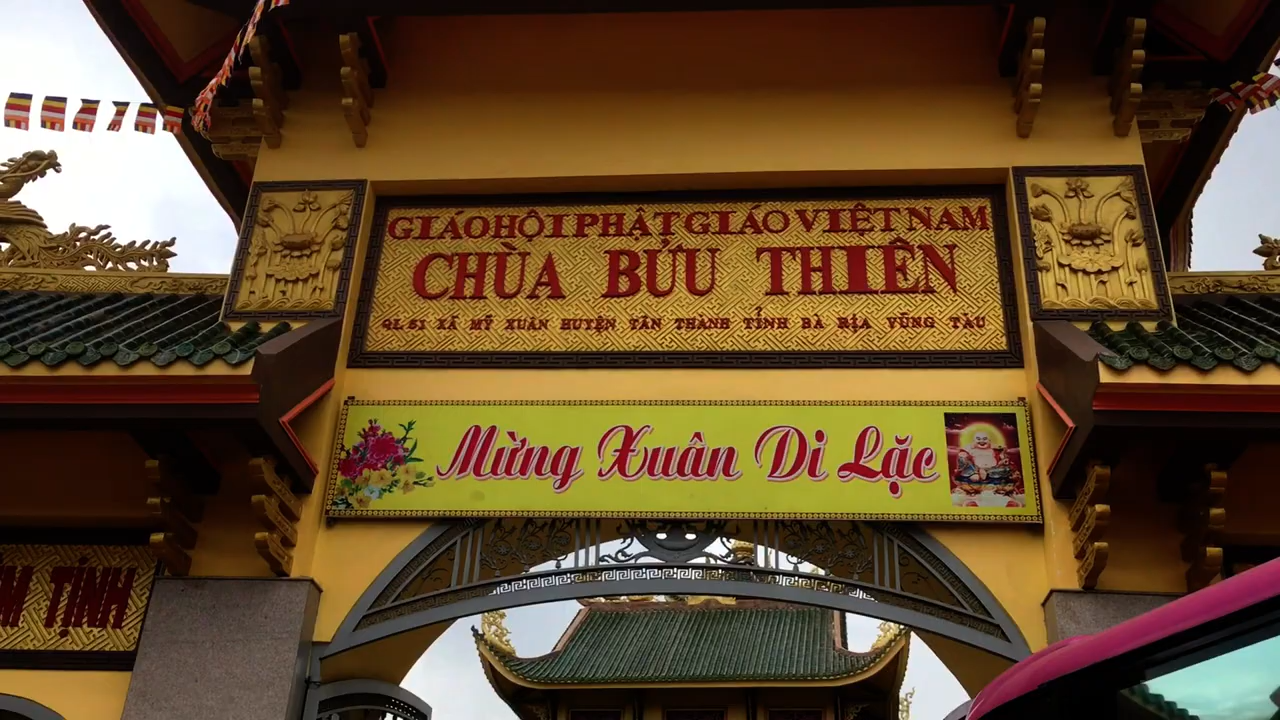 GIÁO HỘI PHẬT GIÁO VIỆT NAM
CHÙA BỬU THIÊN
QL 51 XÃ MỸ XUÂN HUYỆN TÂN THÀNH TỈNH BÀ RỊA VŨNG TÀU
Mừng Xuân Di Lặc
TỊNH